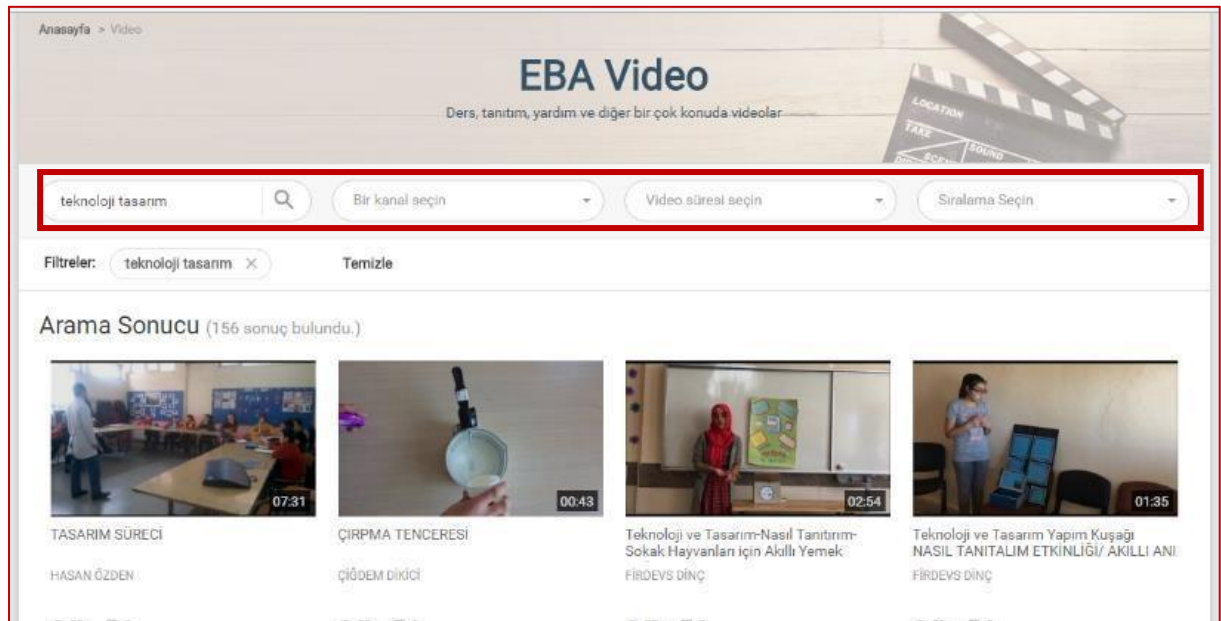 Anasayfa > Video
EBA Video
Ders, tanıtım, yardım ve diğer bir çok konuda videolar
LOCATION
TAKE
SOUND
SCENE
teknoloji tasarım
Bir kanal seçin
Video süresi seçin
Sıralama Seçin
Filtreler: teknoloji tasarım × Temizle
Arama Sonucu (156 sonuç bulundu.)
07:31
00:43
02:54
01:35
TASARIM SÜRECİ
HASAN ÖZDEN
ÇIRPMA TENCERESİ
ÇİĞDEM DİKİCİ
Teknoloji ve Tasarım-Nasıl Tanıtırım-
Sokak Hayvanları için Akıllı Yemek
FİRDEVS DİNÇ
Teknoloji ve Tasarım Yapım Kuşağı
NASIL TANITALIM ETKİNLİĞİ/ AKILLI ANI
FİRDEVS DİNÇ